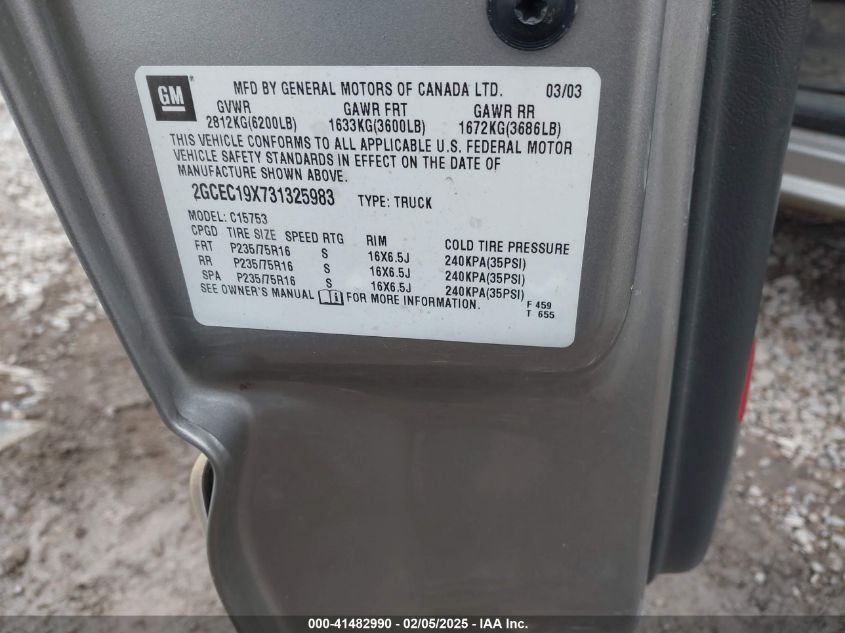 GM
MFD BY GENERAL MOTORS OF CANADA LTD. 03/03
GVWR GAWR FRT GAWR RR
2812KG(6200LB) 1633KG(3600LB) 1672KG(3686LB)
THIS VEHICLE CONFORMS TO ALL APPLICABLE U.S. FEDERAL MOTOR
VEHICLE SAFETY STANDARDS IN EFFECT ON THE DATE OF
MANUFACTURE SHOWN ABOVE.
2GCEC19X731325983 TYPE: TRUCK
MODEL: C15753
CPGD TIRE SIZE SPEED RTG RIM COLD TIRE PRESSURE
FRT P235/75R16 S 16X6.5J 240KPA(35PSI)
RR P235/75R16 S 16X6.5J 240KPA(35PSI)
SPA P235/75R16 S 16X6.5J 240KPA(35PSI)
SEE OWNER'S MANUAL FOR MORE INFORMATION.
F 459
T 655
000-41482990 - 02/05/2025 - IAA Inc.